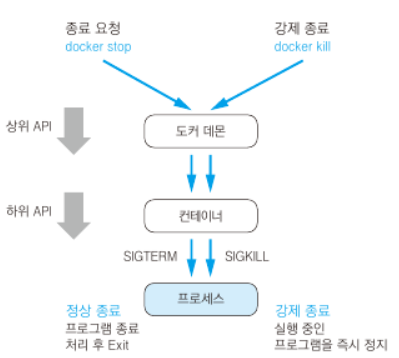 종료 요청
docker stop
강제 종료
docker kill
상위 API
도커 데몬
하위 API
컨테이너
SIGTERM
SIGKILL
프로세스
정상 종료
프로그램 종료
처리 후 Exit
강제 종료
실행 중인
프로그램을 즉시 정지